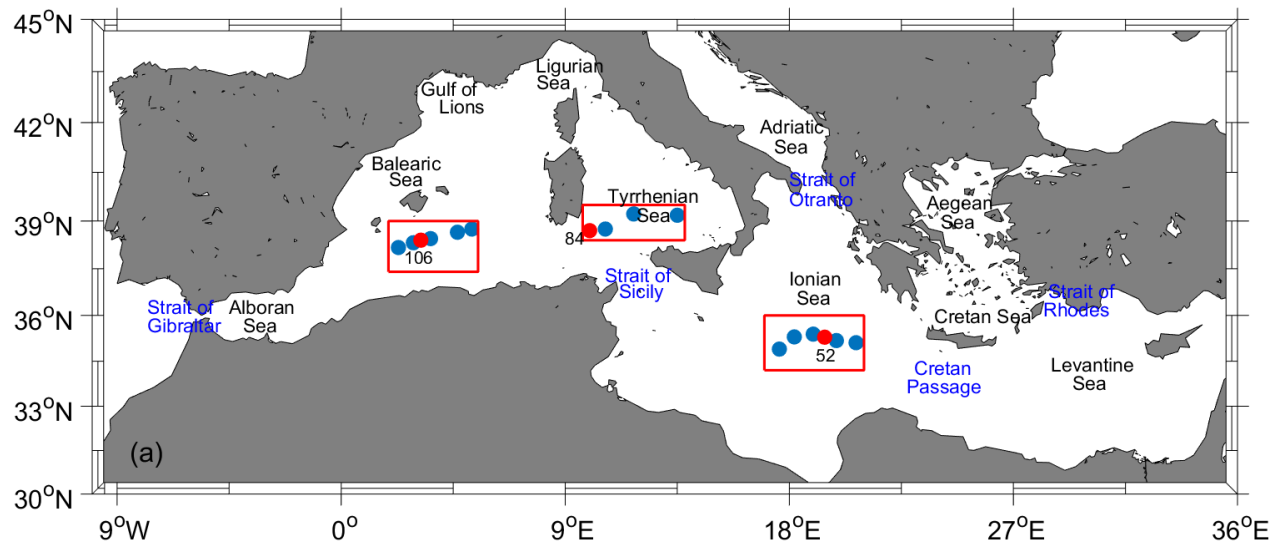 45°N
42°N
39°N
36°N
33°N
30°N
Ligurian
Sea
Gulf of
Lions
Adriatic
Sea
Balearic
Sea
Strait of
Otranto
Tyrrhenian
Sea
Aegean
Sea
84
106
Strait of
Sicily
Ionian
Sea
Strait of
Rhodes
Strait of
Gibraltar
Alboran
Sea
Cretan Sea
52
Cretan
Passage
Levantine
Sea
(a)
9°W
0°
9°E
18°E
27°E
36°E